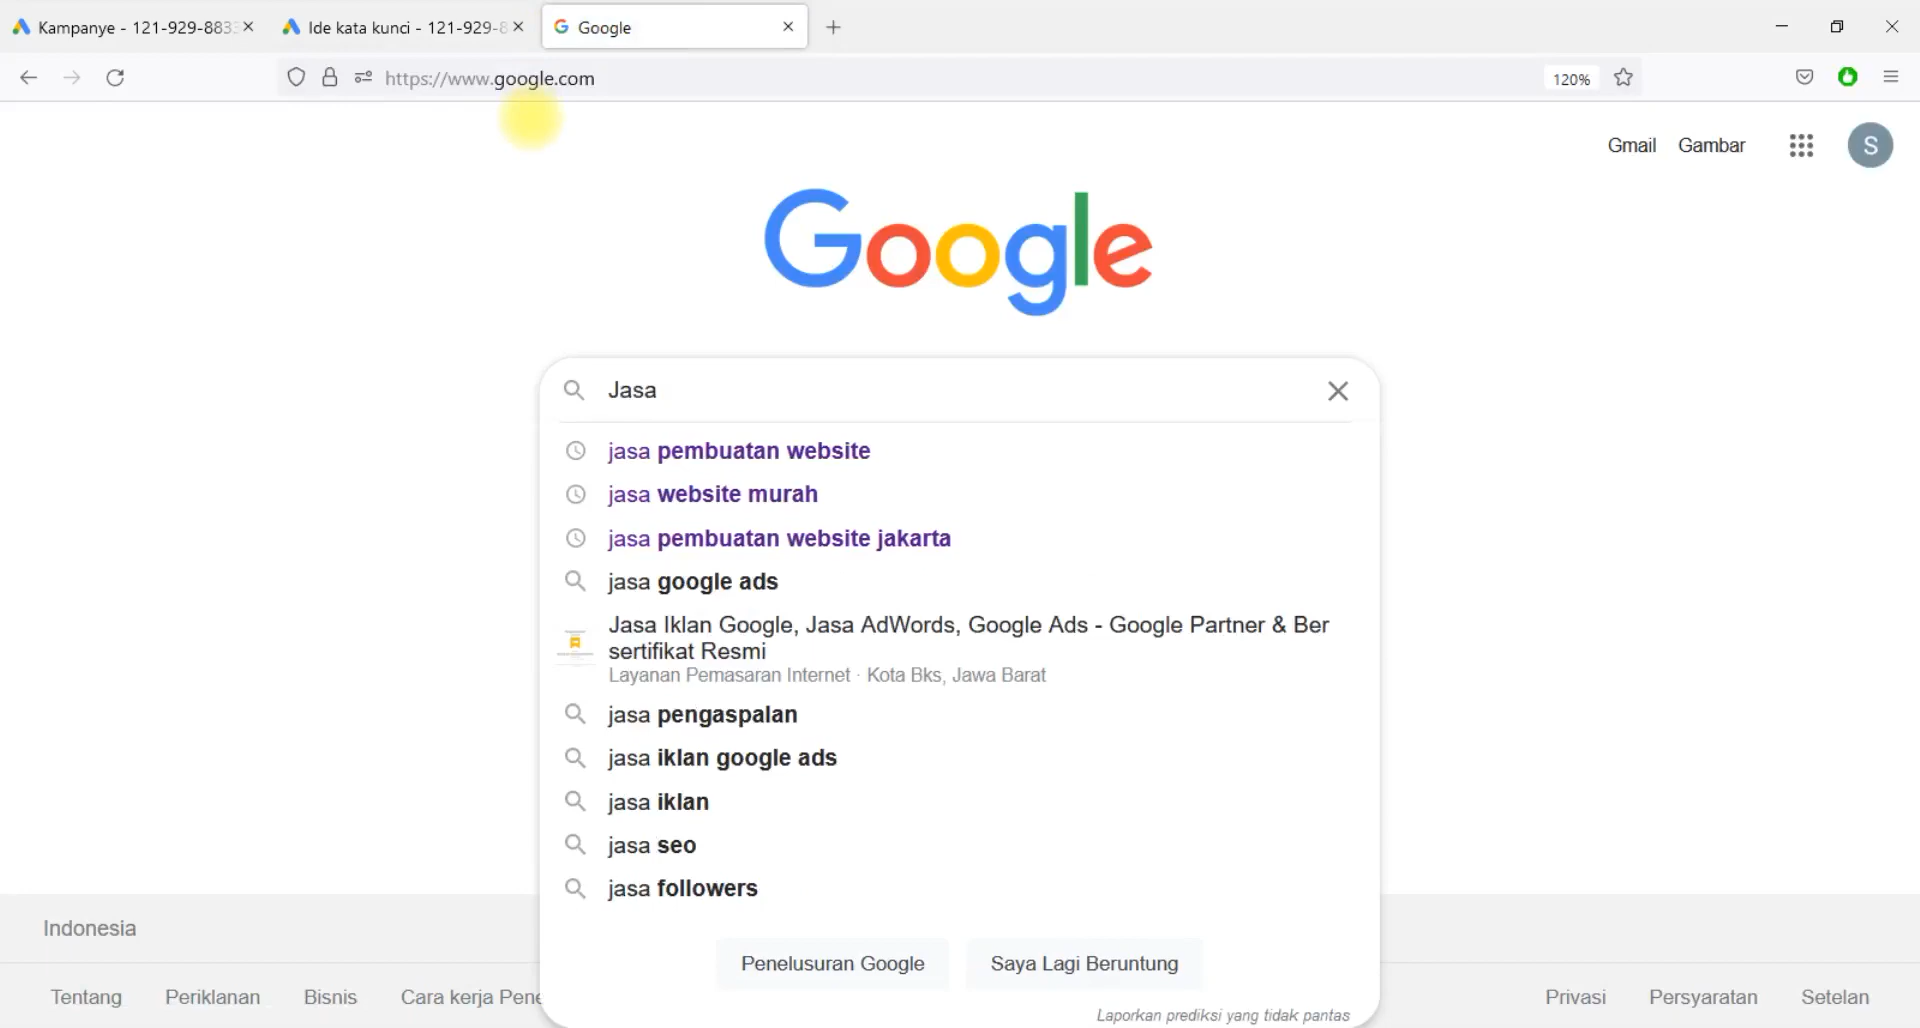 Kampanye - 121-929-883
Ide kata kunci - 121-929-8
Google
https://www.google.com
120%
Gmail
Gambar
S
Google
Jasa
jasa pembuatan website
jasa website murah
jasa pembuatan website jakarta
jasa google ads
Jasa Iklan Google, Jasa AdWords, Google Ads - Google Partner & Ber
sertifikat Resmi
Layanan Pemasaran Internet · Kota Bks, Jawa Barat
jasa pengaspalan
jasa iklan google ads
jasa iklan
jasa seo
jasa followers
Indonesia
Penelusuran Google
Saya Lagi Beruntung
Tentang
Periklanan
Bisnis
Cara kerja Pene
Privasi
Persyaratan
Setelan
Laporkan prediksi yang tidak pantas